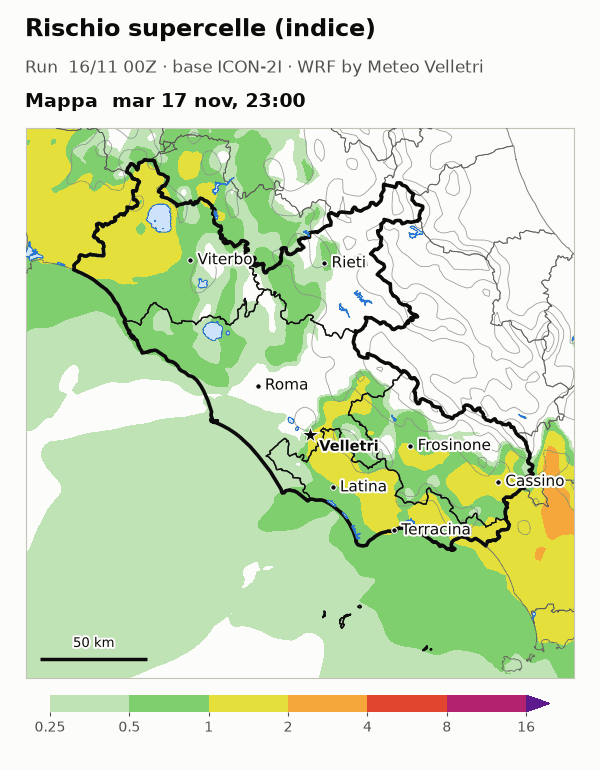 Rischio supercelle (indice)
Run  16/11 00Z · base ICON-2I · WRF by Meteo Velletri
Mappa  mar 17 nov, 23:00
Viterbo
Rieti
Roma
Velletri
Frosinone
Cassino
Latina
Terracina
50 km
0.25 0.5 1 2 4 8 16